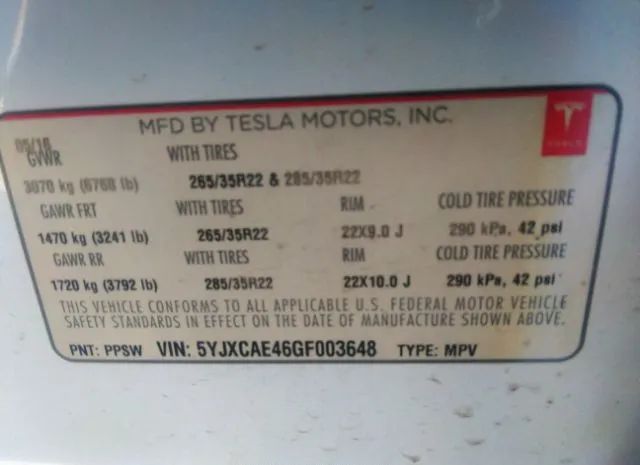 MFD BY TESLA MOTORS, INC.
05/16
GVWR WITH TIRES
3070 kg (6768 lb) 265/35R22 & 285/35R22
GAWR FRT WITH TIRES RIM COLD TIRE PRESSURE
1470 kg (3241 lb) 265/35R22 22X9.0 J 290 kPa, 42 psi
GAWR RR WITH TIRES RIM COLD TIRE PRESSURE
1720 kg (3792 lb) 285/35R22 22X10.0 J 290 kPa, 42 psi
THIS VEHICLE CONFORMS TO ALL APPLICABLE U.S. FEDERAL MOTOR VEHICLE
SAFETY STANDARDS IN EFFECT ON THE DATE OF MANUFACTURE SHOWN ABOVE.
PNT: PPSW VIN: 5YJXCAE46GF003648 TYPE: MPV